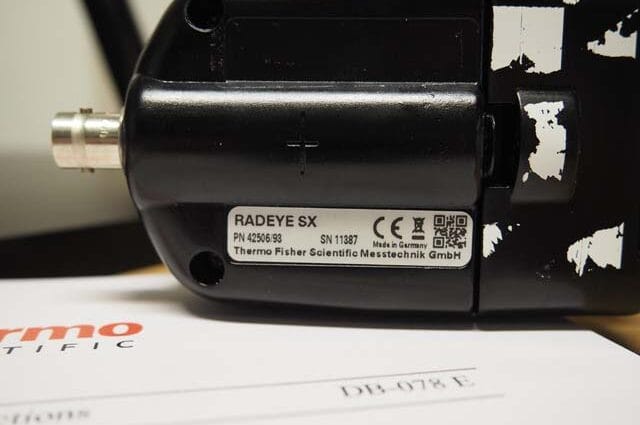 RADEYE SX
PN 42506/93 SN 11387
CE
Made in Germany
Thermo Fisher Scientific Messtechnik GmbH
rmo
TIFIC
DB-078 E
ctions